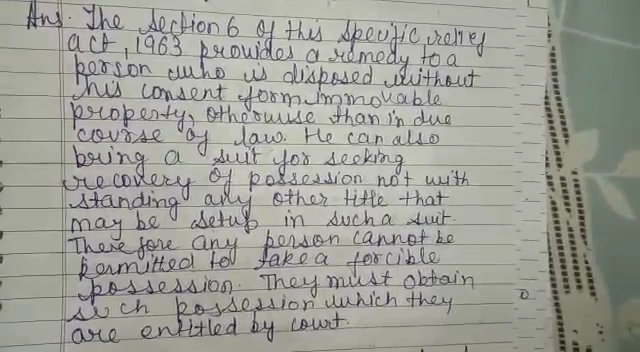 Ans. The section 6 of this specific relief
act, 1963 provides a remedy to a
person who is disposed without
his consent form immovable
property, otherwise than in due
course of law. He can also
bring a suit for seeking
recovery of possession not with
standing any other title that
may be setup in such a suit.
There fore any person cannot be
permitted to take a forcible
possession. They must obtain
such possession which they
are entitled by court.